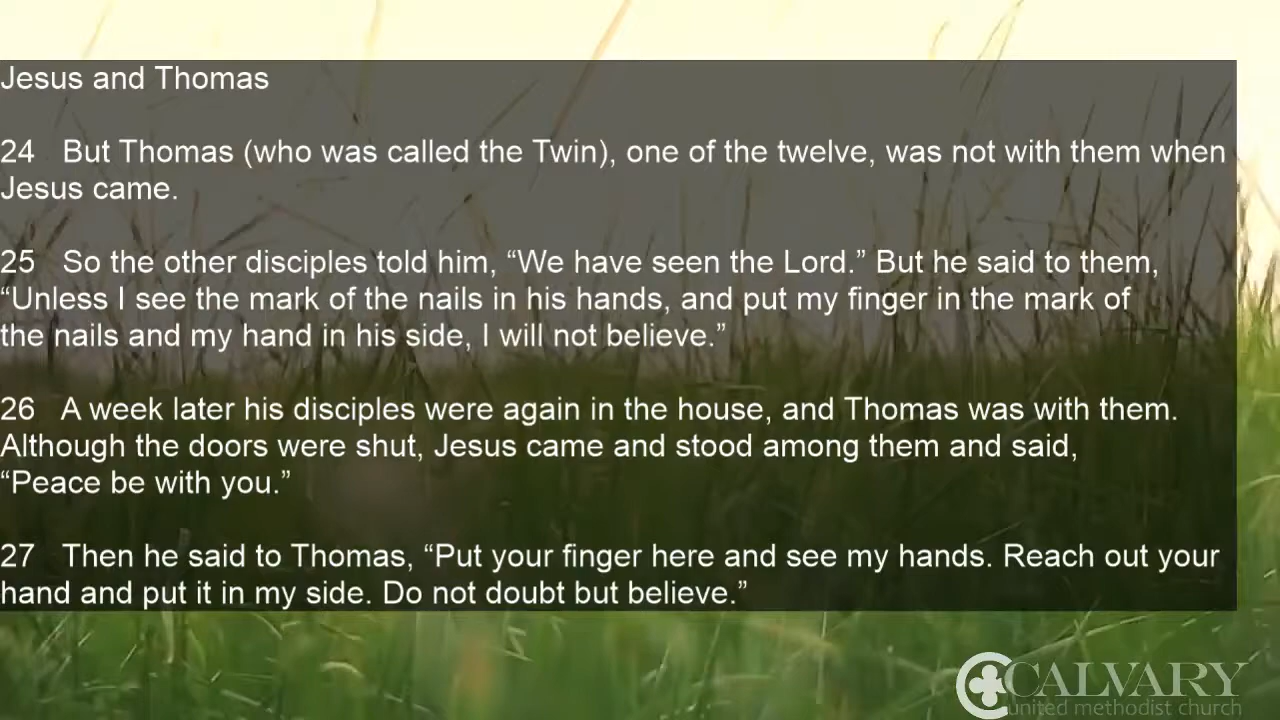 Jesus and Thomas
24 But Thomas (who was called the Twin), one of the twelve, was not with them when
Jesus came.
25 So the other disciples told him, “We have seen the Lord.” But he said to them,
“Unless I see the mark of the nails in his hands, and put my finger in the mark of
the nails and my hand in his side, I will not believe.”
26 A week later his disciples were again in the house, and Thomas was with them.
Although the doors were shut, Jesus came and stood among them and said,
“Peace be with you.”
27 Then he said to Thomas, “Put your finger here and see my hands. Reach out your
hand and put it in my side. Do not doubt but believe.”
CALVARY
united methodist church